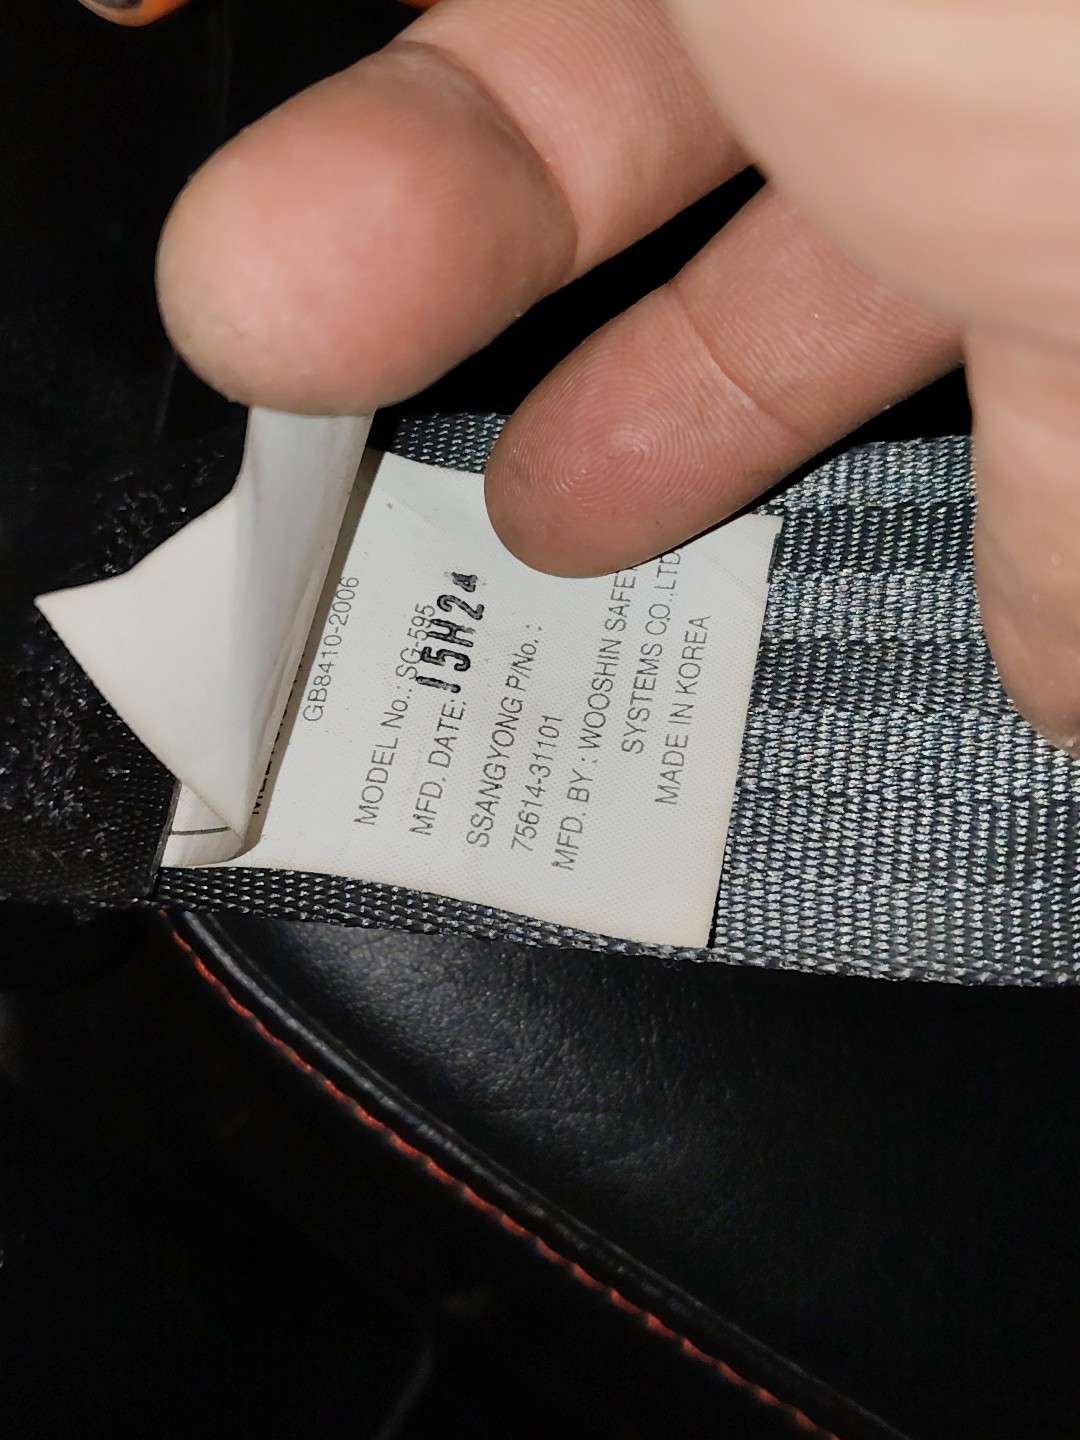 GB8410-2006
MODEL No.: SG-595
MFD. DATE: 15H24
SSANGYONG P/No.:
75614-31101
MFD. BY : WOOSHIN
SYSTEMS CO.,LTD
MADE IN KOREA